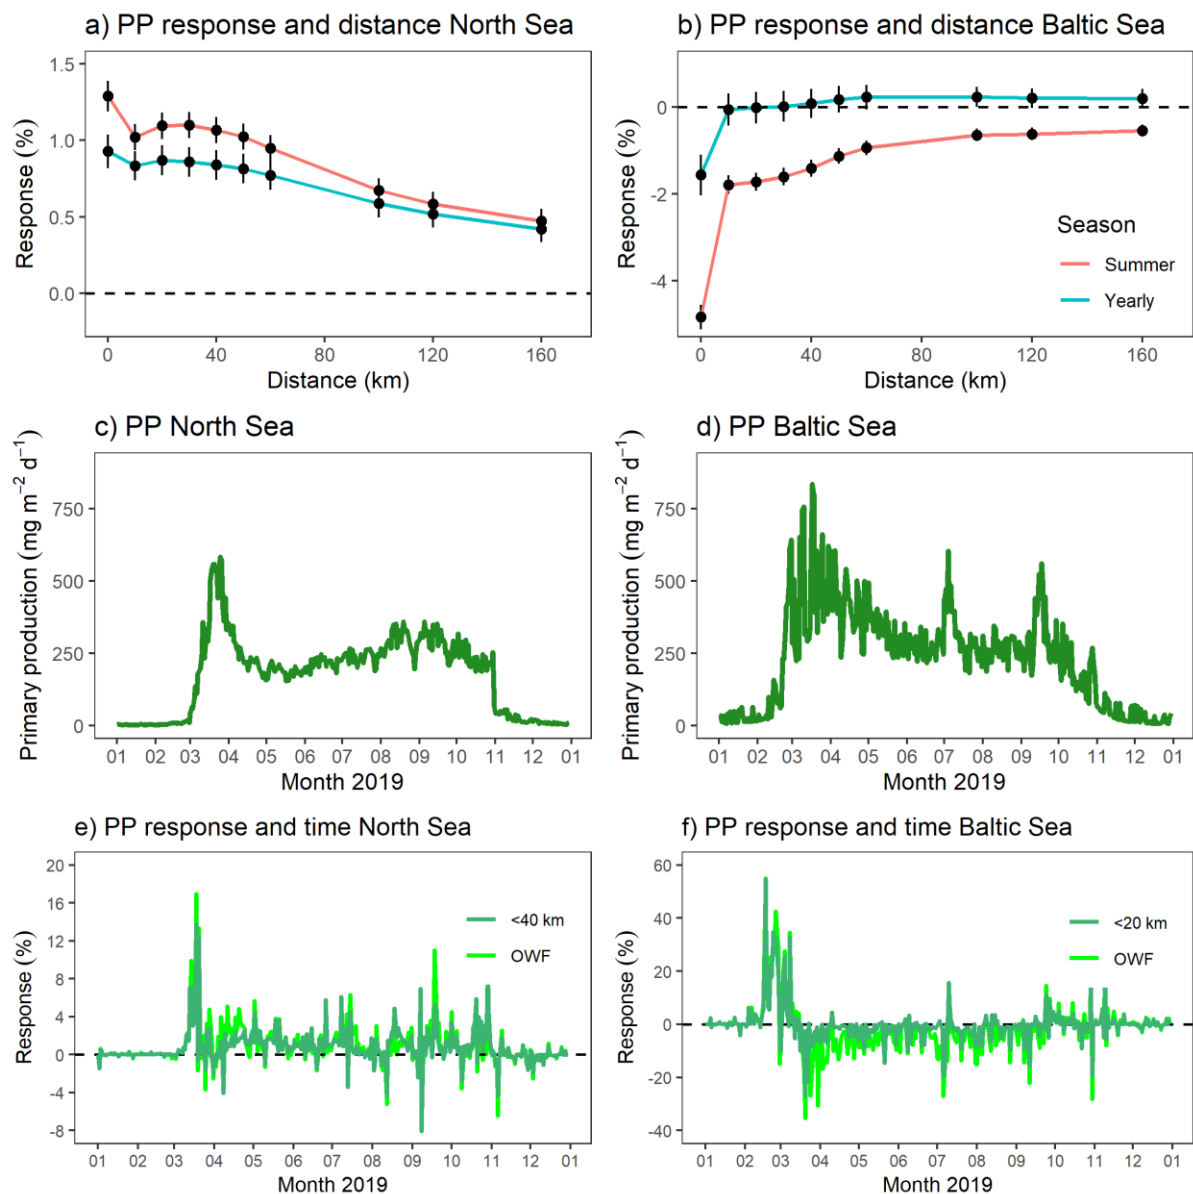 a) PP response and distance North Sea
Response (%)
1.5
1.0
0.5
0.0
0 40 80 120 160
Distance (km)
b) PP response and distance Baltic Sea
Response (%)
0
-2
-4
Season
Summer
Yearly
0 40 80 120 160
Distance (km)
c) PP North Sea
Primary production (mg m⁻² d⁻¹)
750
500
250
0
01 02 03 04 05 06 07 08 09 10 11 12 01
Month 2019
d) PP Baltic Sea
Primary production (mg m⁻² d⁻¹)
750
500
250
0
01 02 03 04 05 06 07 08 09 10 11 12 01
Month 2019
e) PP response and time North Sea
Response (%)
20
16
12
8
4
0
-4
-8
<40 km
OWF
01 02 03 04 05 06 07 08 09 10 11 12 01
Month 2019
f) PP response and time Baltic Sea
Response (%)
60
40
20
0
-20
-40
<20 km
OWF
01 02 03 04 05 06 07 08 09 10 11 12 01
Month 2019